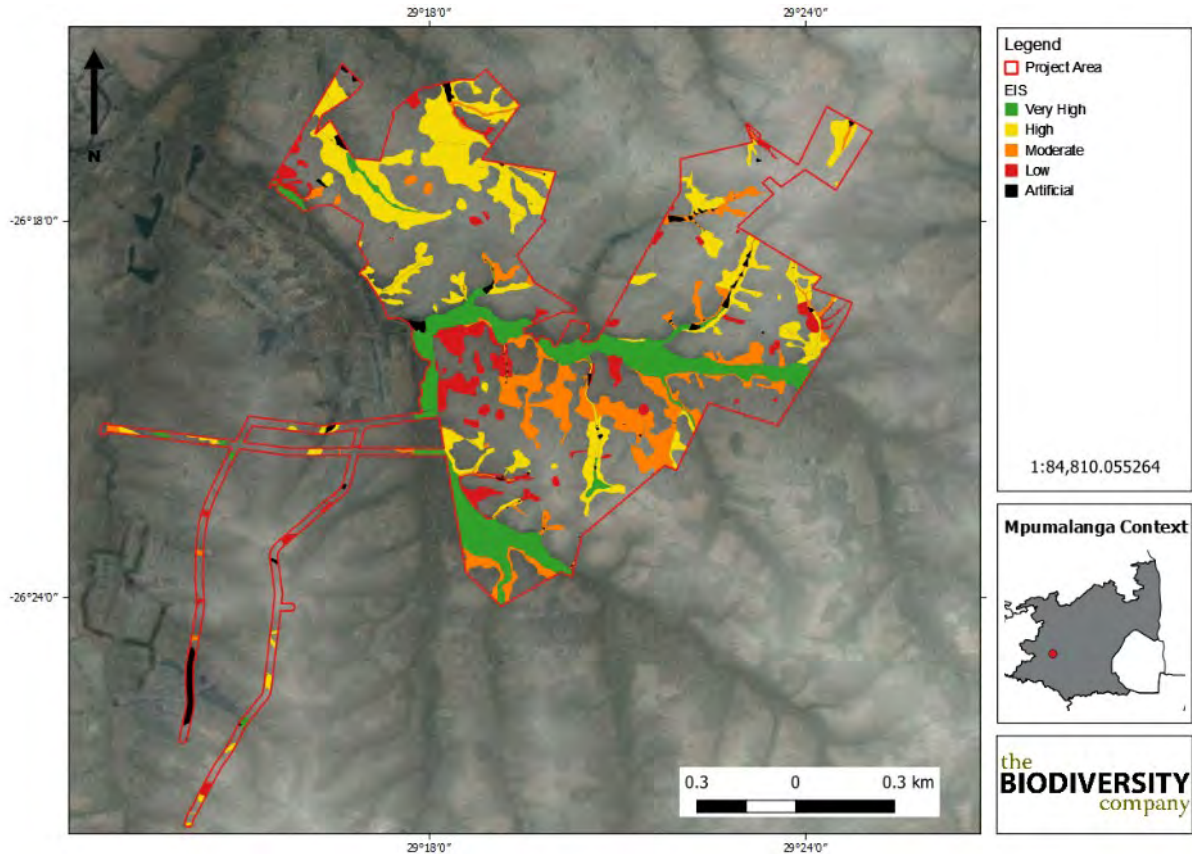 29°18'0"
29°24'0"
-26°18'0"
-26°24'0"
N
0.3 0 0.3 km
29°18'0"
29°24'0"
Legend
Project Area
EIS
Very High
High
Moderate
Low
Artificial
1:84,810.055264
Mpumalanga Context
the
BIODIVERSITY
company